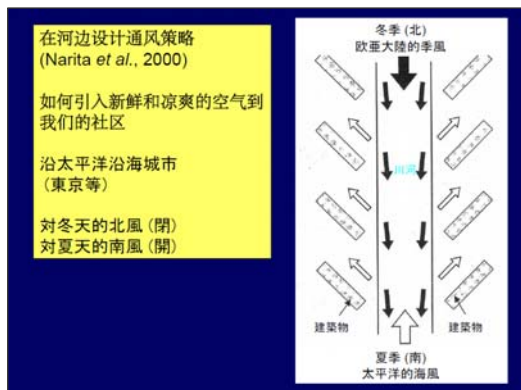 在河边设计通风策略
(Narita et al., 2000)
如何引入新鲜和凉爽的空气到
我们的社区
沿太平洋沿海城市
(東京等)
対冬天的北風 (閉)
対夏天的南風 (開)
冬季 (北)
欧亜大陸的季風
川河
建築物
建築物
夏季 (南)
太平洋的海風